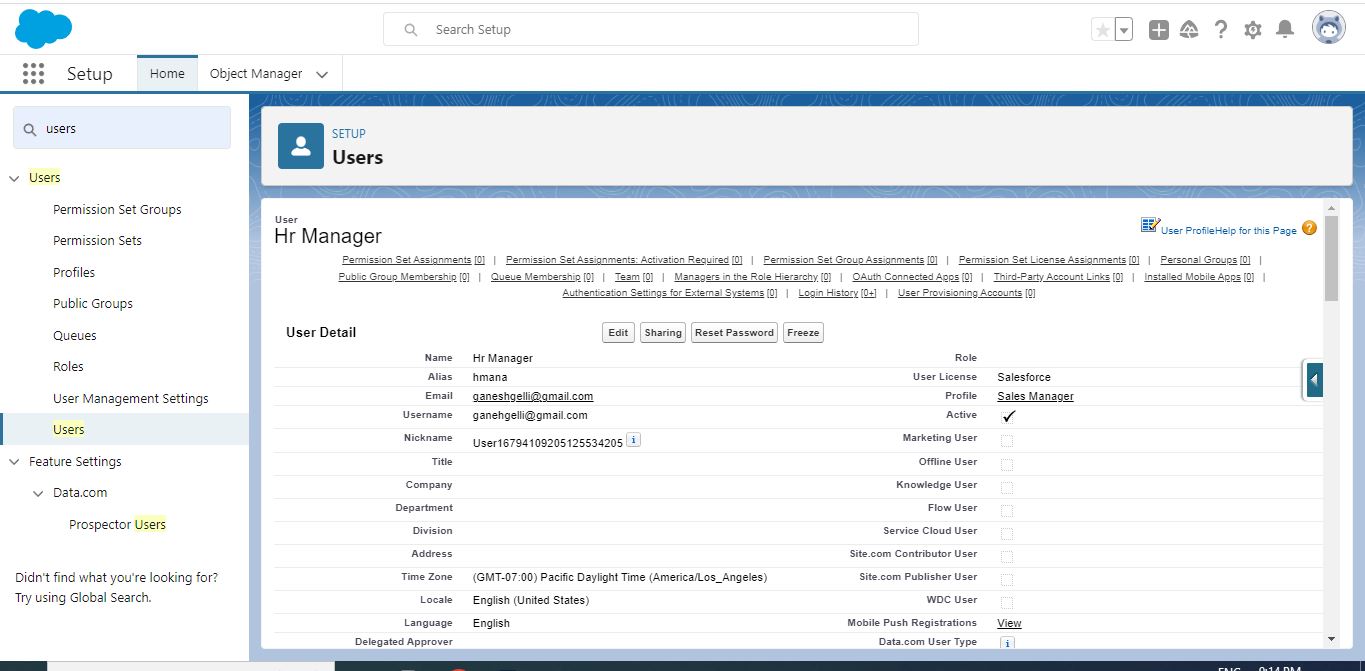 Search Setup
Setup
Home
Object Manager
users
Users
Permission Set Groups
Permission Sets
Profiles
Public Groups
Queues
Roles
User Management Settings
Users
Feature Settings
Data.com
Prospector Users
Didn't find what you're looking for?
Try using Global Search.
SETUP
Users
User
Hr Manager
User Profile Help for this Page
Permission Set Assignments [0] | Permission Set Assignments: Activation Required [0] | Permission Set Group Assignments [0] | Permission Set License Assignments [0] | Personal Groups [0] |
Public Group Membership [0] | Queue Membership [0] | Team [0] | Managers in the Role Hierarchy [0] | OAuth Connected Apps [0] | Third-Party Account Links [0] | Installed Mobile Apps [0] |
Authentication Settings for External Systems [0] | Login History [0+] | User Provisioning Accounts [0]
User Detail Edit Sharing Reset Password Freeze
Name Hr Manager Role
Alias hmana User License Salesforce
Email ganeshgelli@gmail.com Profile Sales Manager
Username ganehgelli@gmail.com Active
Nickname User16794109205125534205 i Marketing User
Title Offline User
Company Knowledge User
Department Flow User
Division Service Cloud User
Address Site.com Contributor User
Time Zone (GMT-07:00) Pacific Daylight Time (America/Los_Angeles) Site.com Publisher User
Locale English (United States) WDC User
Language English Mobile Push Registrations View
Delegated Approver Data.com User Type i